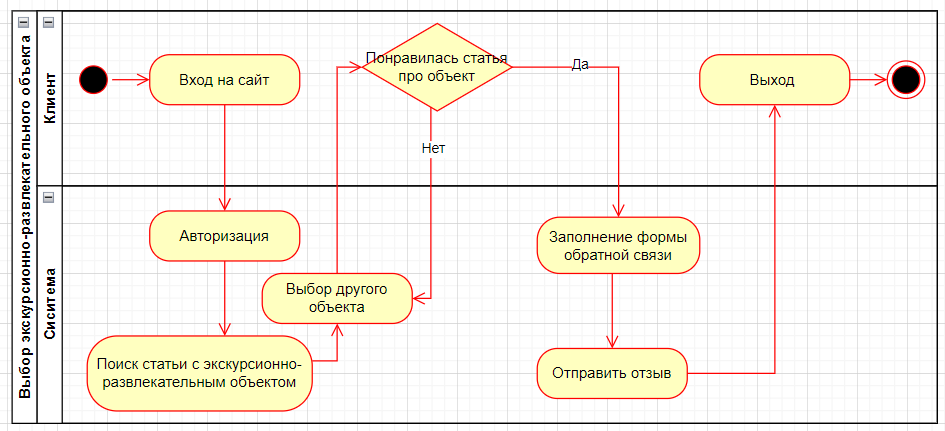 Выбор экскурсионно-развлекательного объекта
Клиент
Вход на сайт
Понравилась статья
про объект
Да
Нет
Выход
Сиситема
Авторизация
Выбор другого
объекта
Поиск статьи с экскурсионно-
развлекательным объектом
Заполнение формы
обратной связи
Отправить отзыв